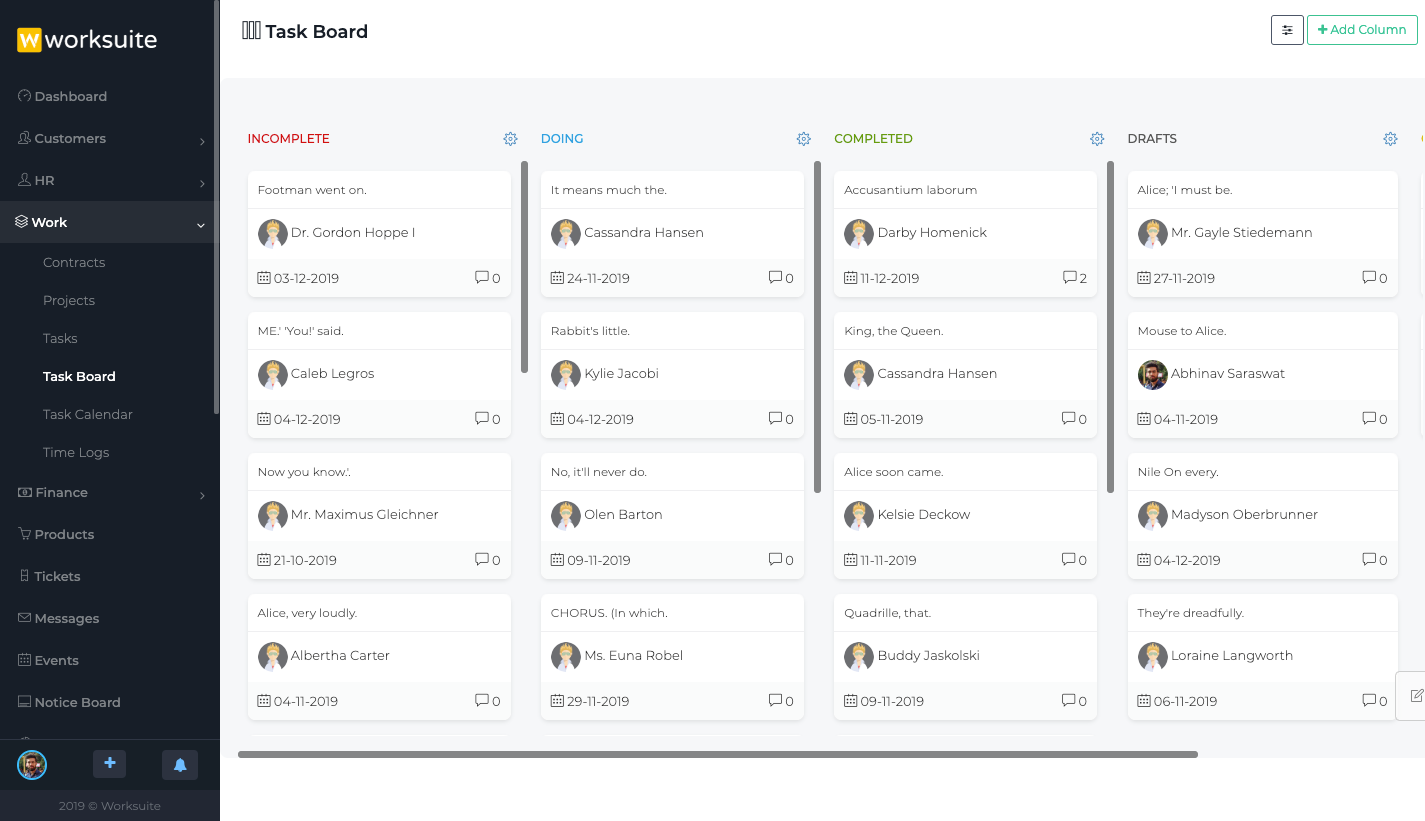 W worksuite
Dashboard
Customers
HR
Work
Contracts
Projects
Tasks
Task Board
Task Calendar
Time Logs
Finance
Products
Tickets
Messages
Events
Notice Board
2019 © Worksuite
Task Board
+ Add Column
INCOMPLETE
Footman went on.
Dr. Gordon Hoppe I
03-12-2019 0
ME.' 'You!' said.
Caleb Legros
04-12-2019 0
Now you know.'.
Mr. Maximus Gleichner
21-10-2019 0
Alice, very loudly.
Albertha Carter
04-11-2019 0
DOING
It means much the.
Cassandra Hansen
24-11-2019 0
Rabbit's little.
Kylie Jacobi
04-12-2019 0
No, it'll never do.
Olen Barton
09-11-2019 0
CHORUS. (In which.
Ms. Euna Robel
29-11-2019 0
COMPLETED
Accusantium laborum
Darby Homenick
11-12-2019 2
King, the Queen.
Cassandra Hansen
05-11-2019 0
Alice soon came.
Kelsie Deckow
11-11-2019 0
Quadrille, that.
Buddy Jaskolski
09-11-2019 0
DRAFTS
Alice; 'I must be.
Mr. Gayle Stiedemann
27-11-2019 0
Mouse to Alice.
Abhinav Saraswat
04-11-2019 0
Nile On every.
Madyson Oberbrunner
04-12-2019 0
They're dreadfully.
Loraine Langworth
06-11-2019 0